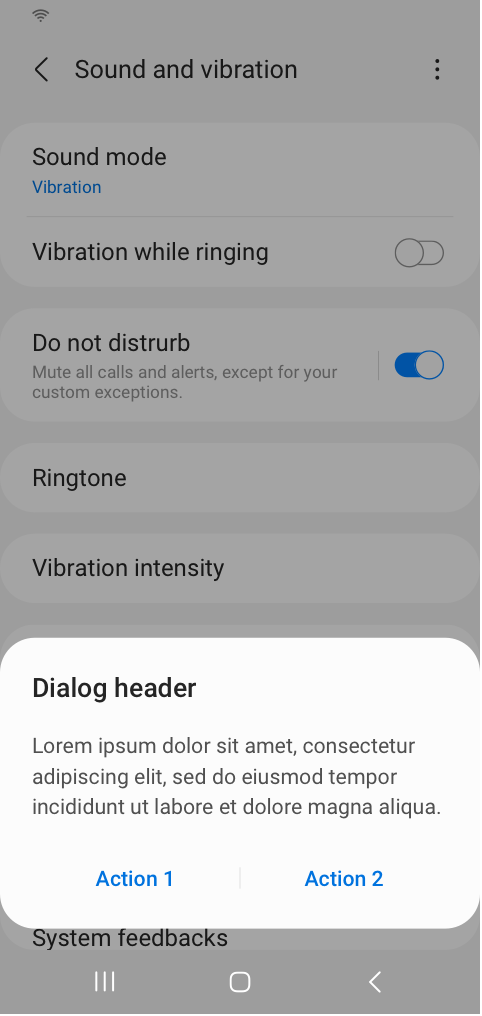 Sound and vibration
Sound mode
Vibration
Vibration while ringing
Do not distrurb
Mute all calls and alerts, except for your
custom exceptions.
Ringtone
Vibration intensity
Dialog header
Lorem ipsum dolor sit amet, consectetur
adipiscing elit, sed do eiusmod tempor
incididunt ut labore et dolore magna aliqua.
Action 1
Action 2
System feedbacks